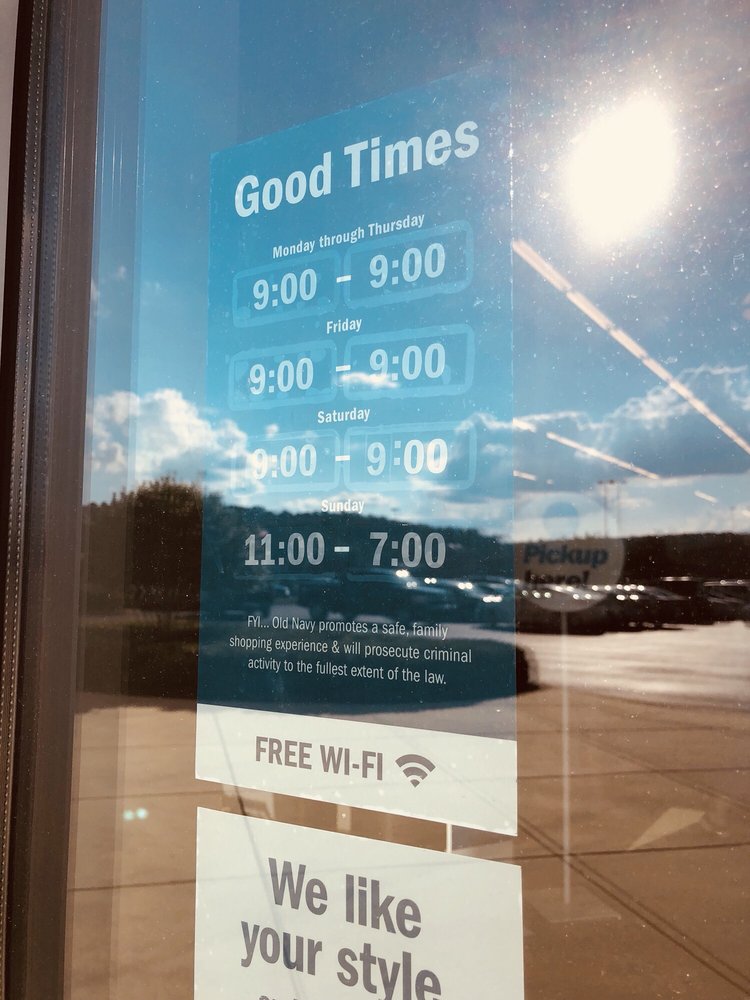 Good Times
Monday through Thursday
9:00 - 9:00
Friday
9:00 - 9:00
Saturday
9:00 - 9:00
Sunday
11:00 - 7:00
FYI... Old Navy promotes a safe, family
shopping experience & will prosecute criminal
activity to the fullest extent of the law.
FREE WI-FI
We like
your style
Pickup
here!